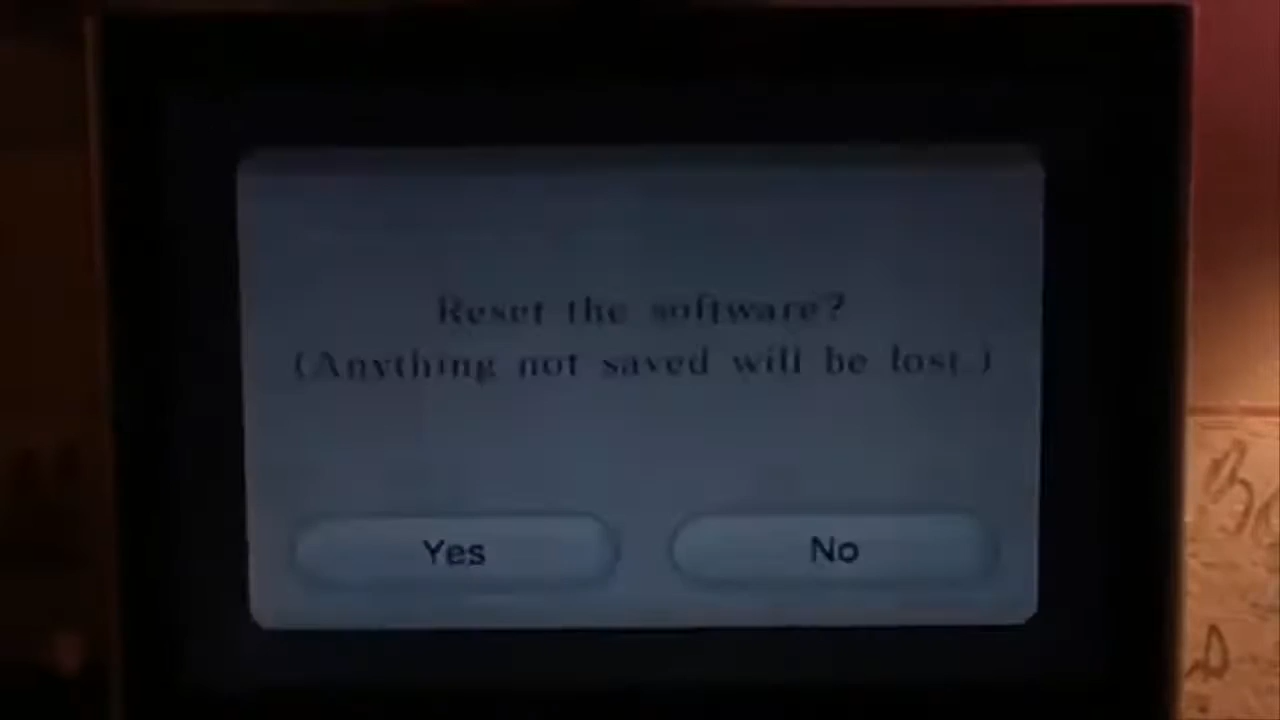 Reset the software?
(Anything not saved will be lost.)
Yes
No